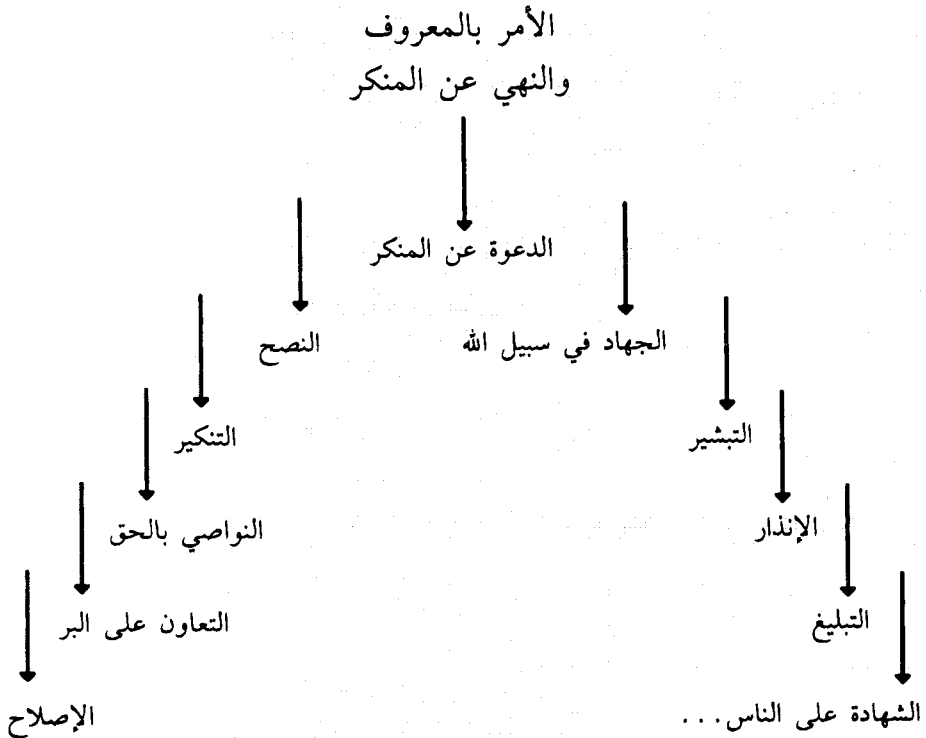 الأمر بالمعروف
والنهي عن المنكر
الدعوة عن المنكر
الجهاد في سبيل الله
النصح
التبشير
التنكير
الإنذار
النواصي بالحق
التبليغ
التعاون على البر
الشهادة على الناس...
الإصلاح